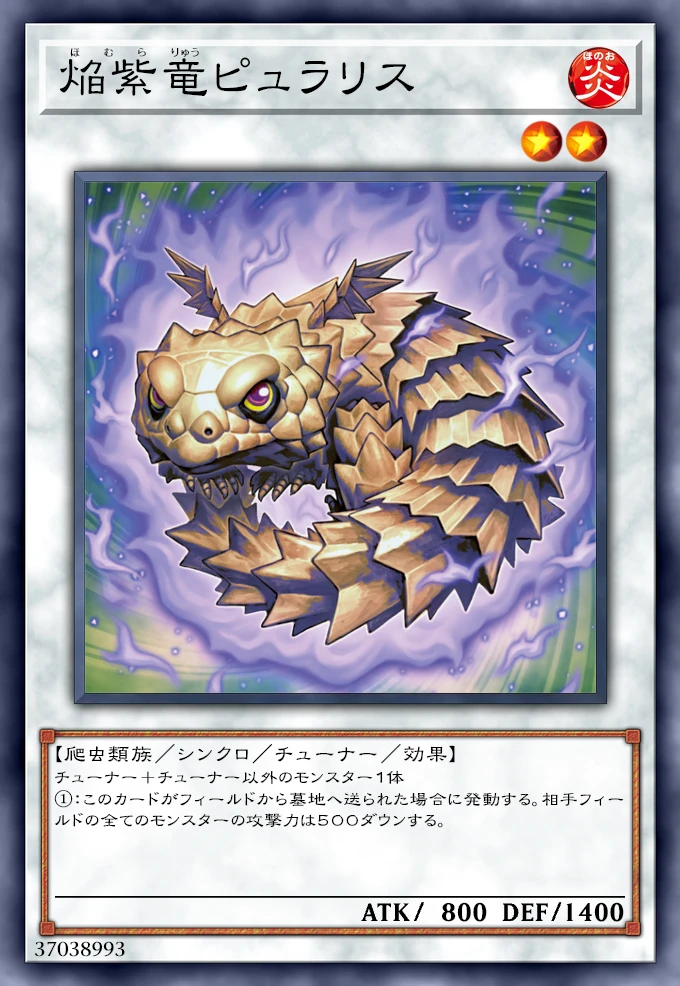 ほむらりゅう
焔紫竜ピュラリス
ほのお
炎
【爬虫類族／シンクロ／チューナー／効果】
チューナー＋チューナー以外のモンスター１体
①：このカードがフィールドから墓地へ送られた場合に発動する。相手フィー
ルドの全てのモンスターの攻撃力は５００ダウンする。
ATK/ 800 DEF/1400
37038993